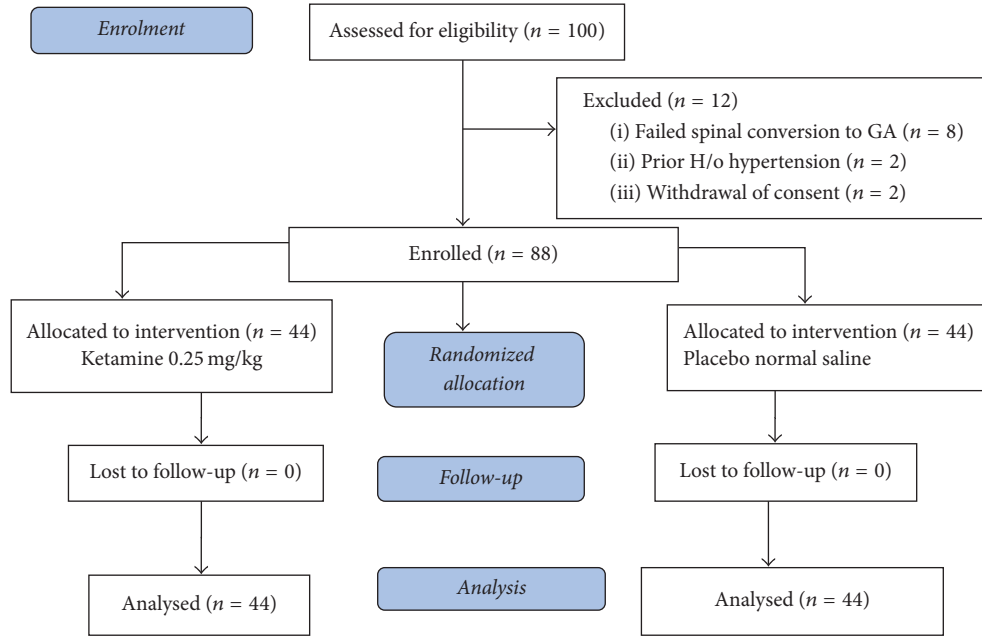 Enrolment
Assessed for eligibility (n = 100)
Excluded (n = 12)
(i) Failed spinal conversion to GA (n = 8)
(ii) Prior H/o hypertension (n = 2)
(iii) Withdrawal of consent (n = 2)
Enrolled (n = 88)
Allocated to intervention (n = 44)
Ketamine 0.25 mg/kg
Randomized
allocation
Allocated to intervention (n = 44)
Placebo normal saline
Lost to follow-up (n = 0)
Follow-up
Lost to follow-up (n = 0)
Analysed (n = 44)
Analysis
Analysed (n = 44)